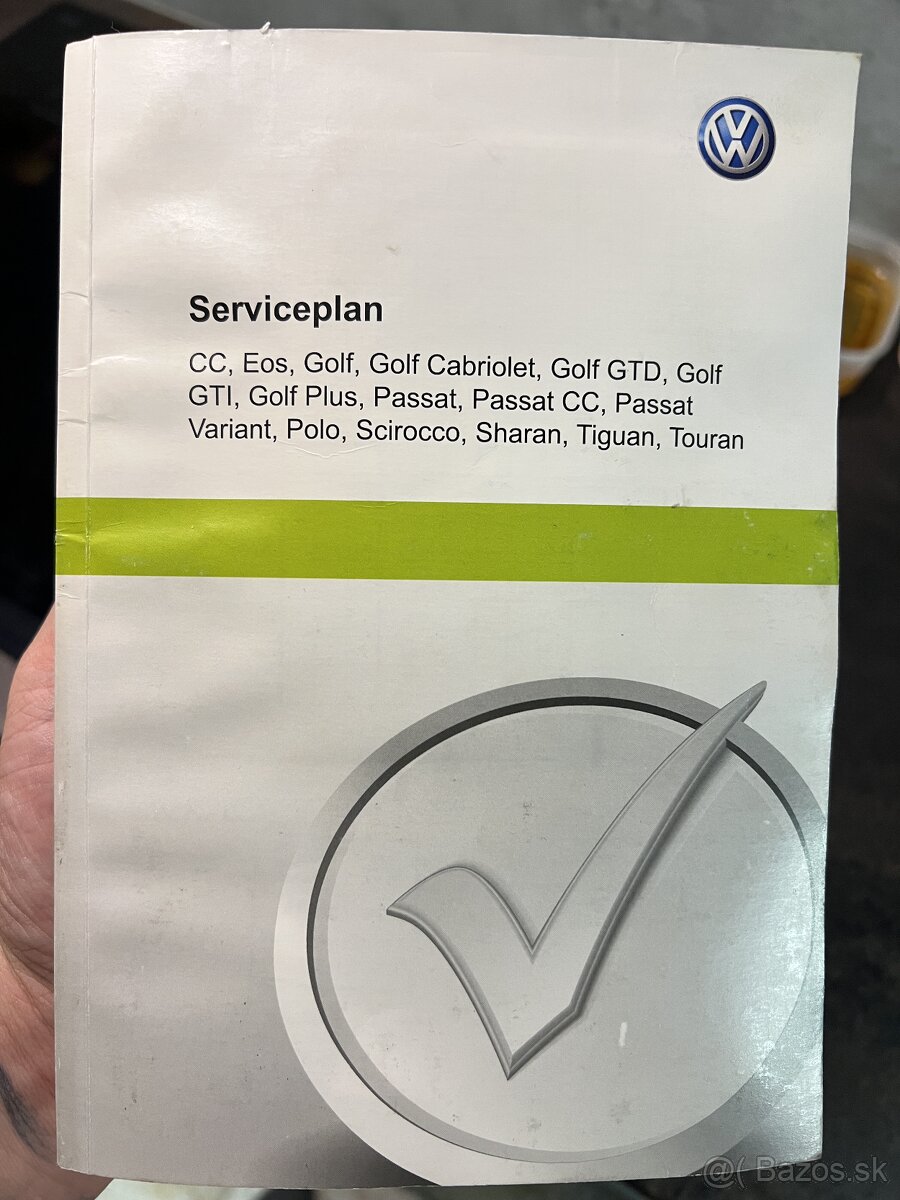 Serviceplan
CC, Eos, Golf, Golf Cabriolet, Golf GTD, Golf
GTI, Golf Plus, Passat, Passat CC, Passat
Variant, Polo, Scirocco, Sharan, Tiguan, Touran
@( Bazos.sk